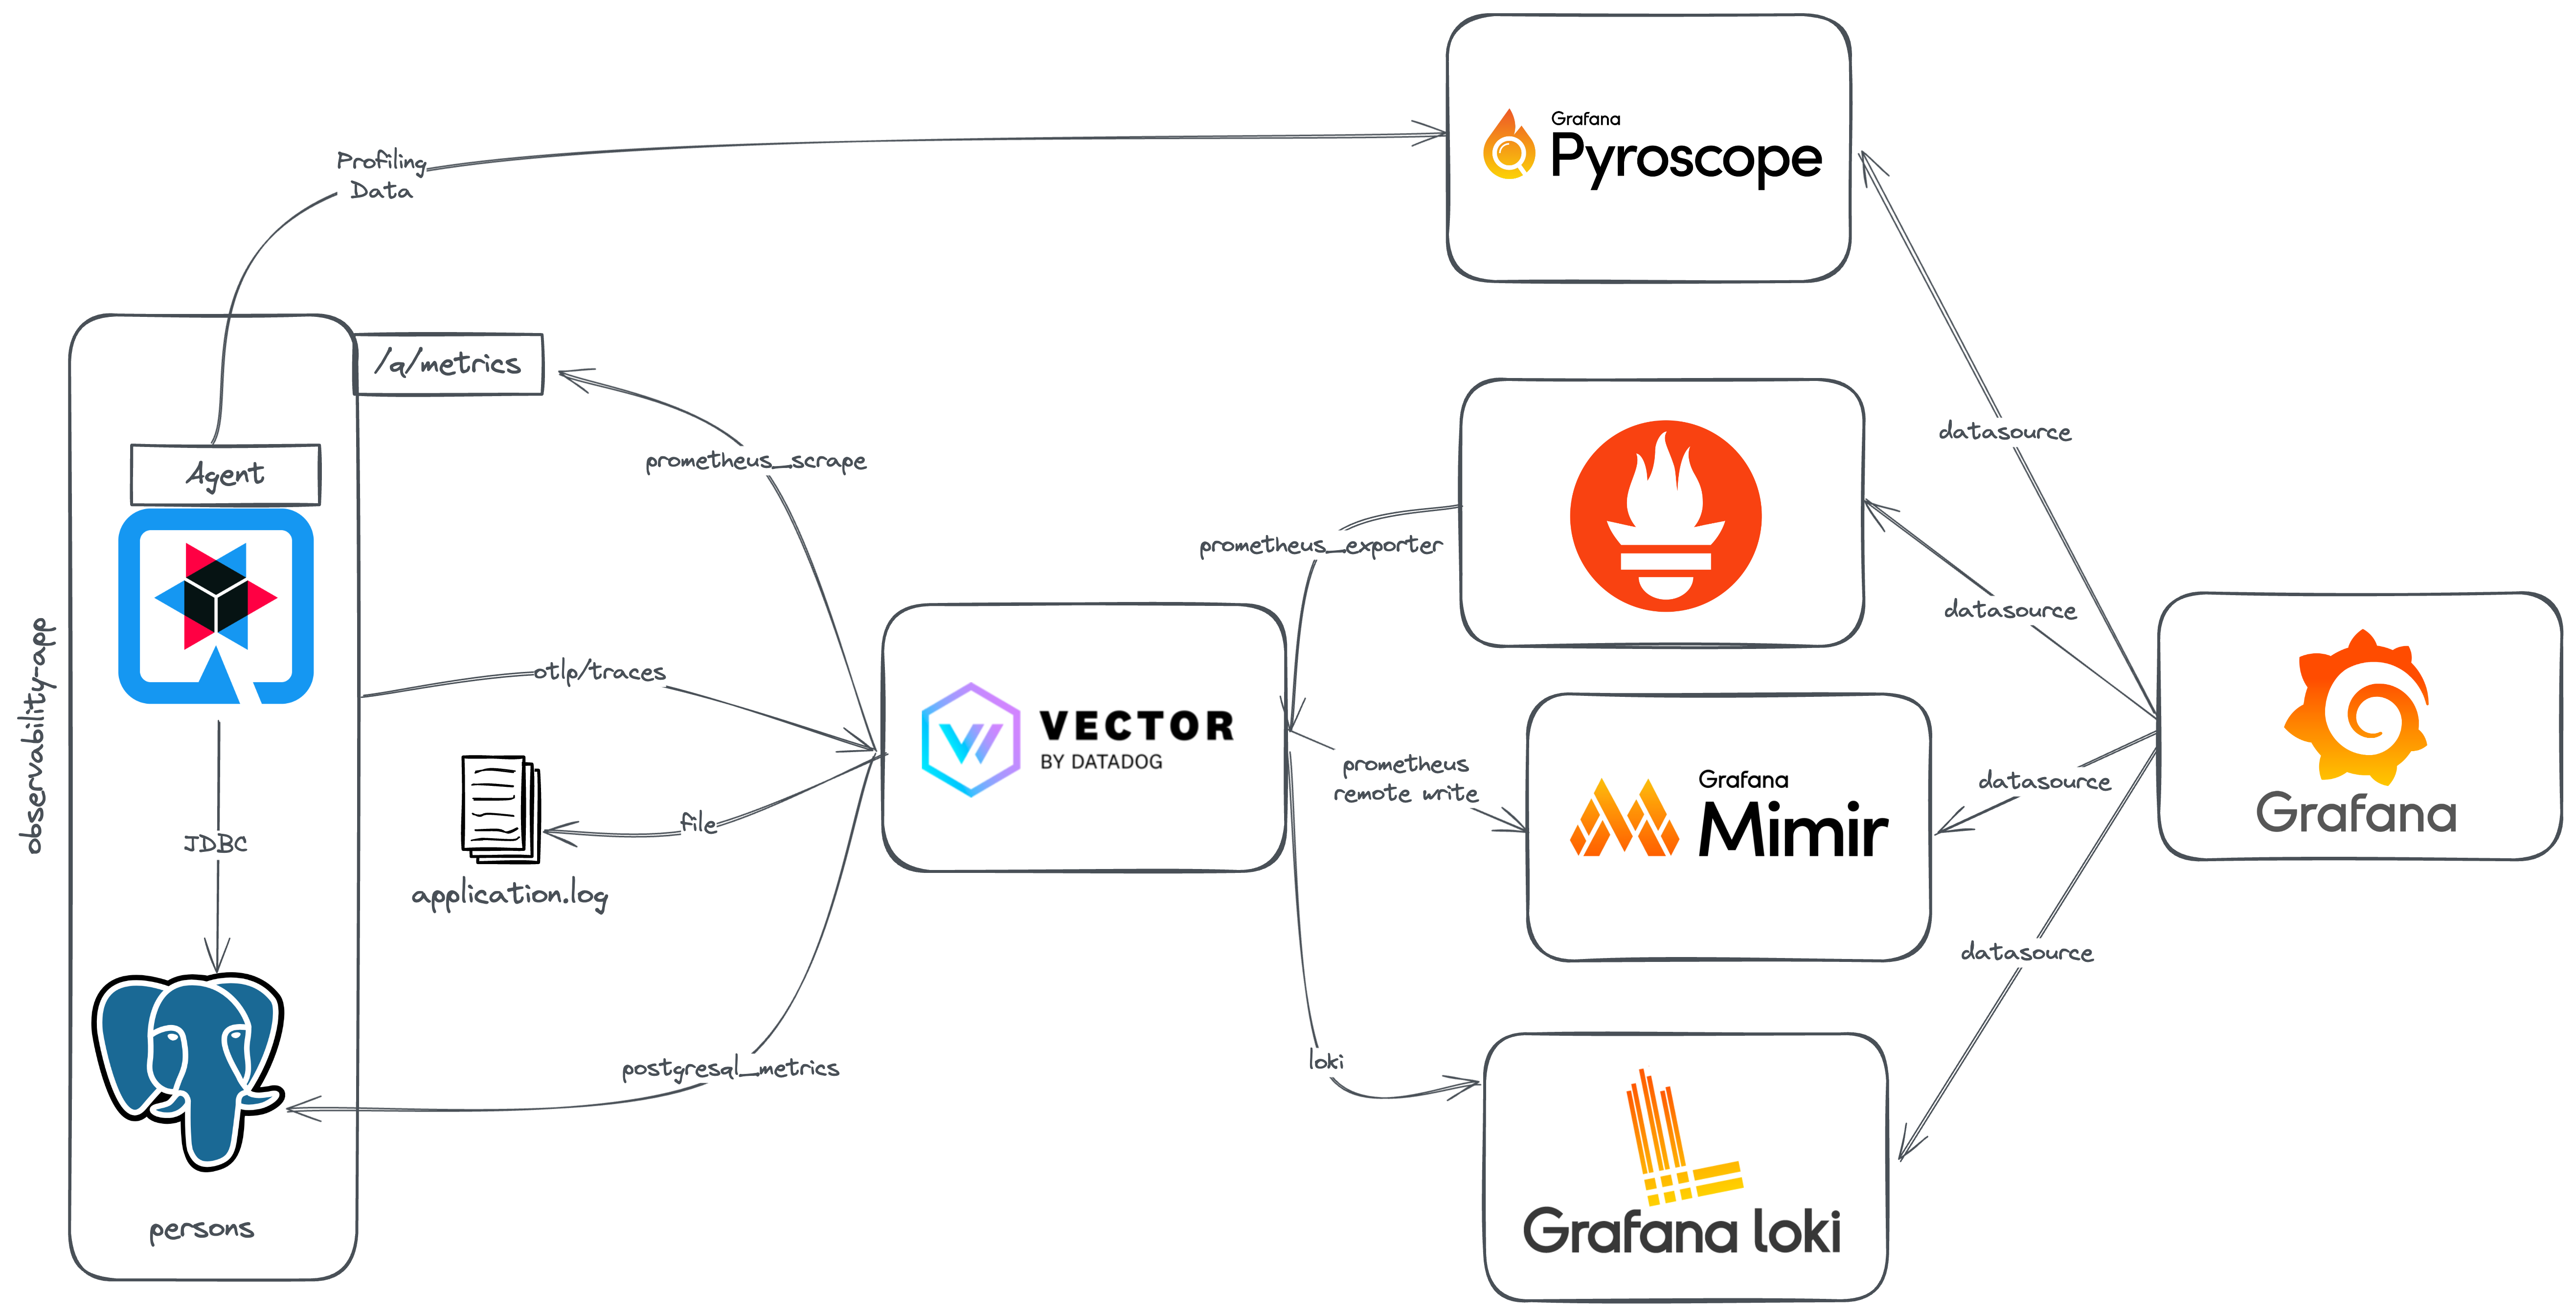 Grafana
Pyroscope
Profiling
Data
/q/metrics
Agent
prometheus_scrape
datasource
prometheus_exporter
datasource
observability-app
otlp/traces
VECTOR
BY DATADOG
prometheus
remote write
Grafana
Mimir
datasource
Grafana
JDBC
file
application.log
datasource
postgresql_metrics
loki
persons
Grafana loki